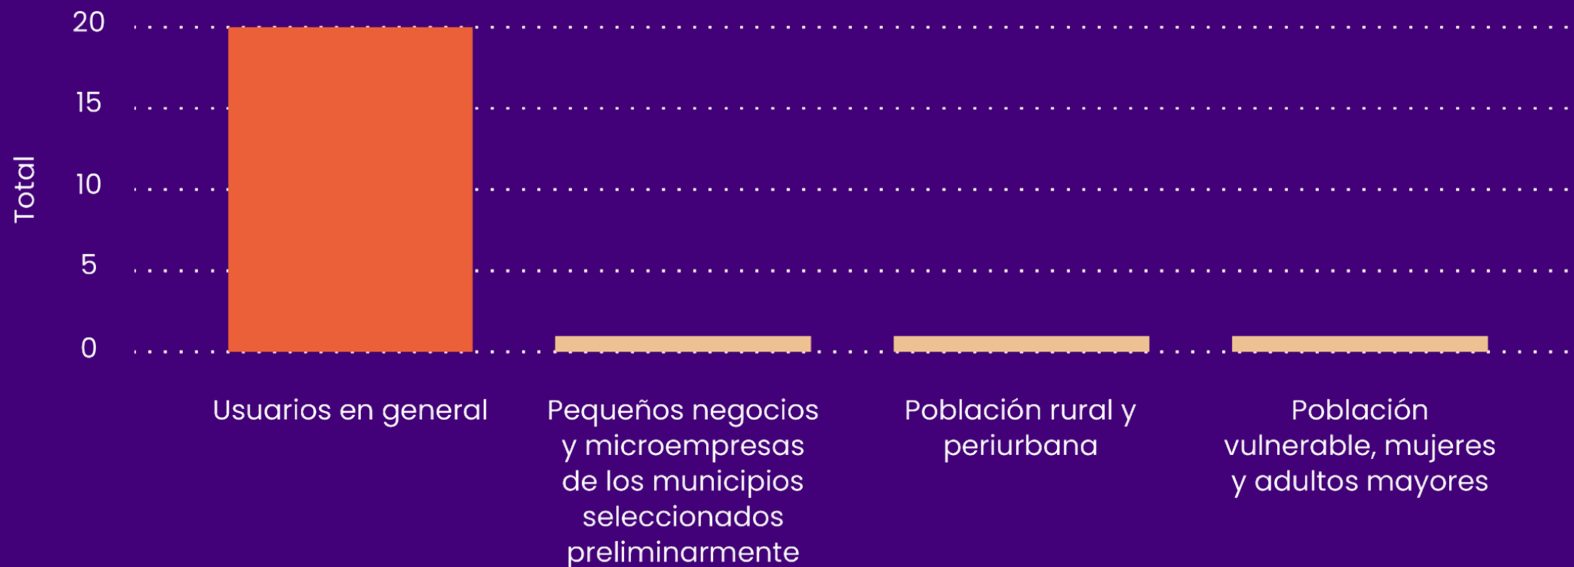 20
15
10
5
0
Total
Usuarios en general
Pequeños negocios
y microempresas
de los municipios
seleccionados
preliminarmente
Población rural y
periurbana
Población
vulnerable, mujeres
y adultos mayores